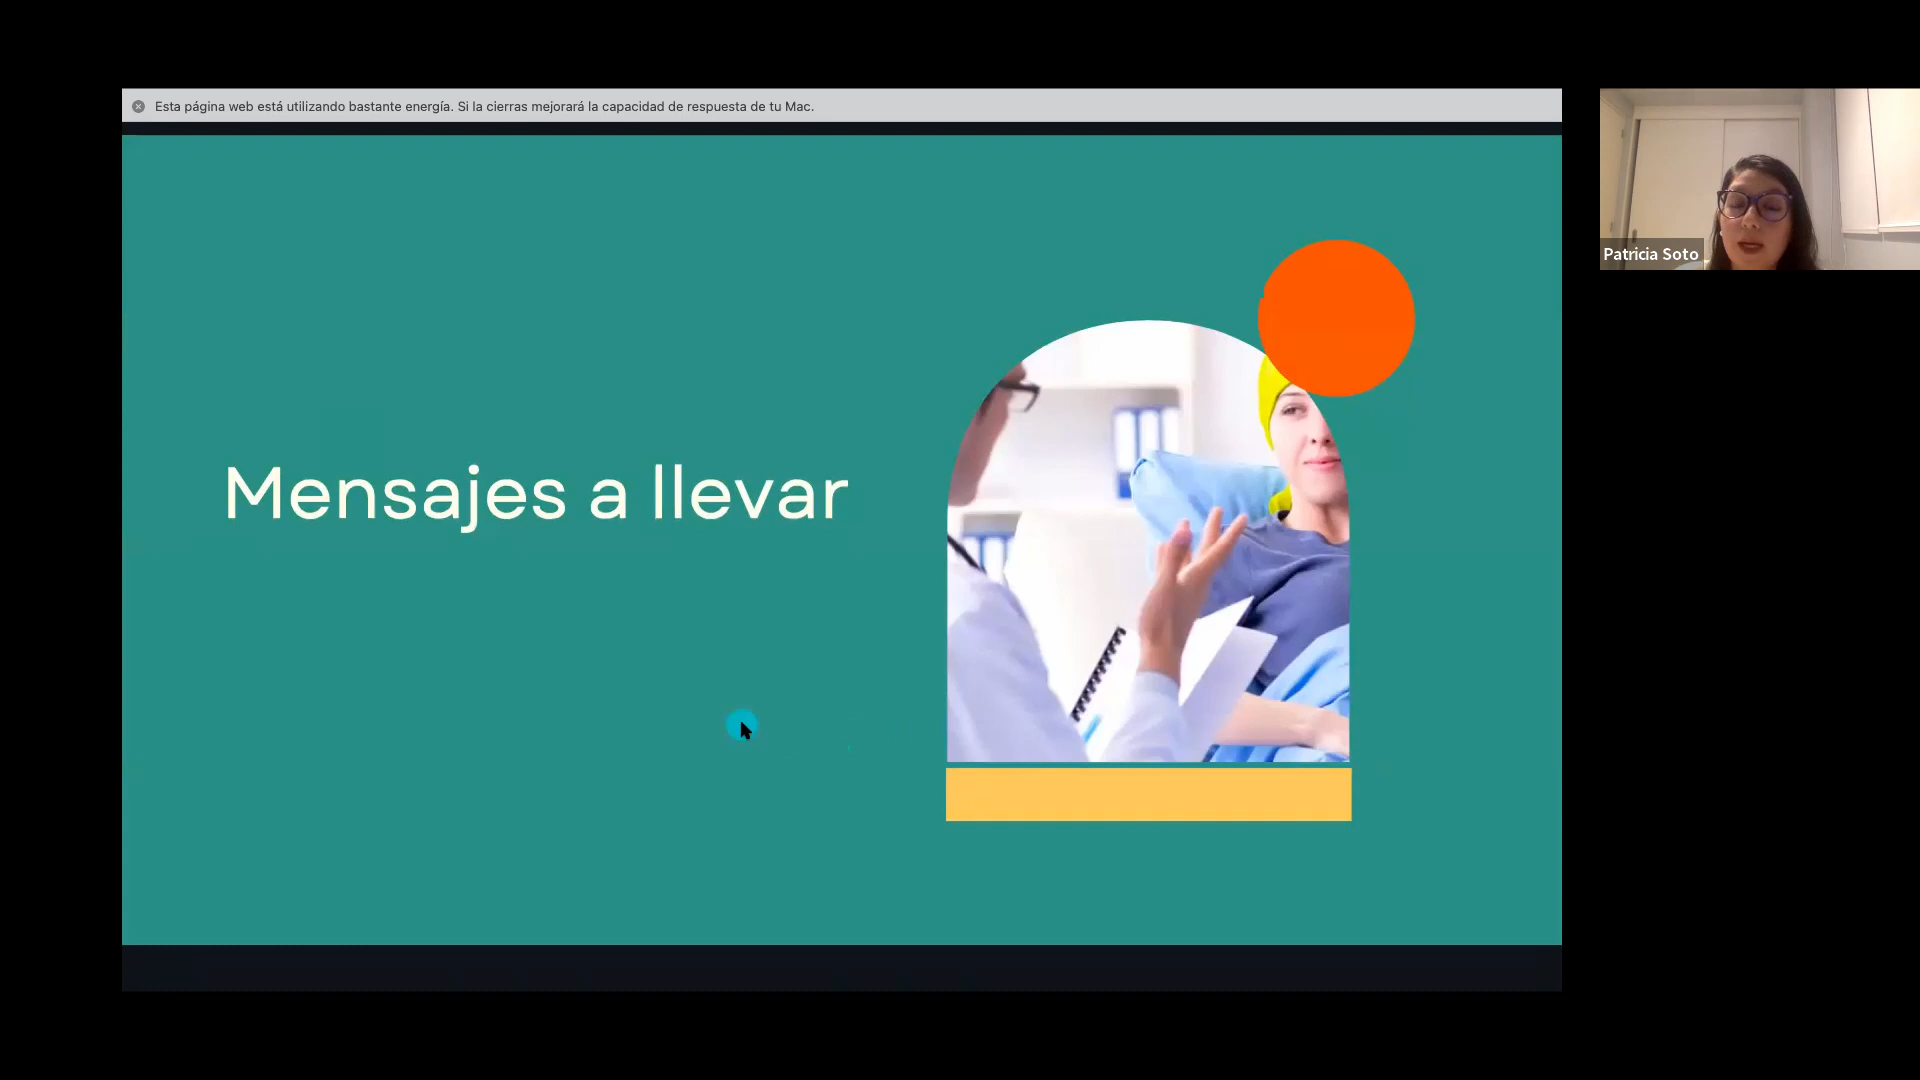 Esta página web está utilizando bastante energía. Si la cierras mejorará la capacidad de respuesta de tu Mac.
Mensajes a llevar
Patricia Soto